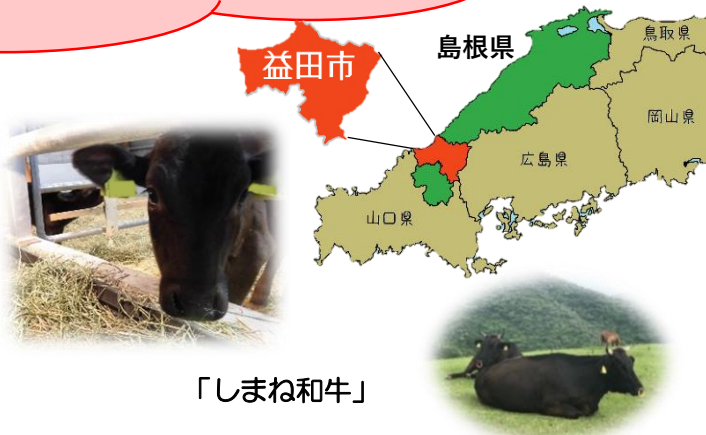 益田市
島根県
鳥取県
岡山県
広島県
山口県
「しまね和牛」